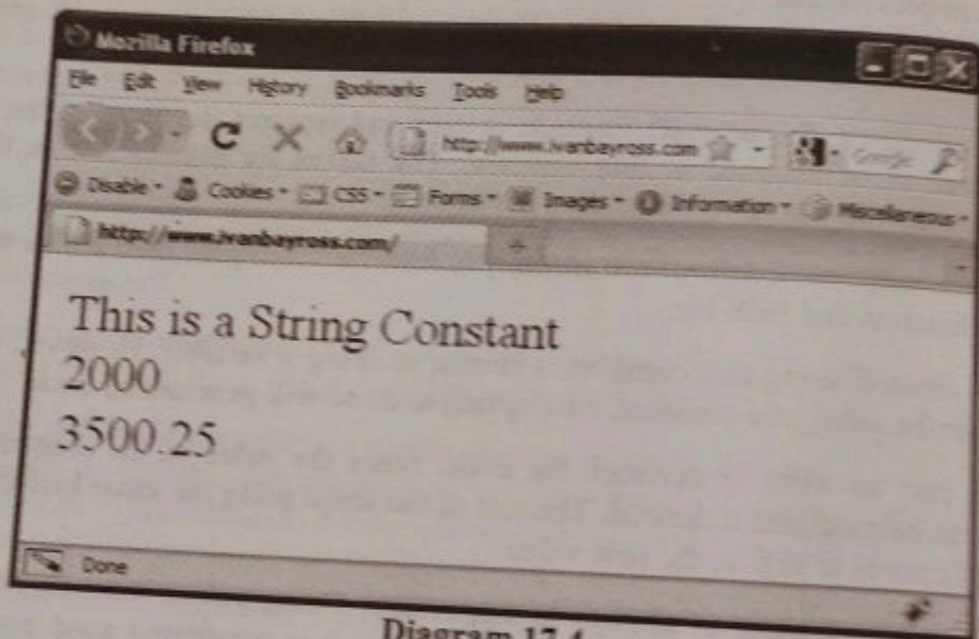 Mozilla Firefox
File Edit View History Bookmarks Tools Help
http://www.ivanbayross.com Google
Disable Cookies CSS Forms Images Information Miscellaneous
http://www.ivanbayross.com/
This is a String Constant
2000
3500.25
Done
Diagram 17.4